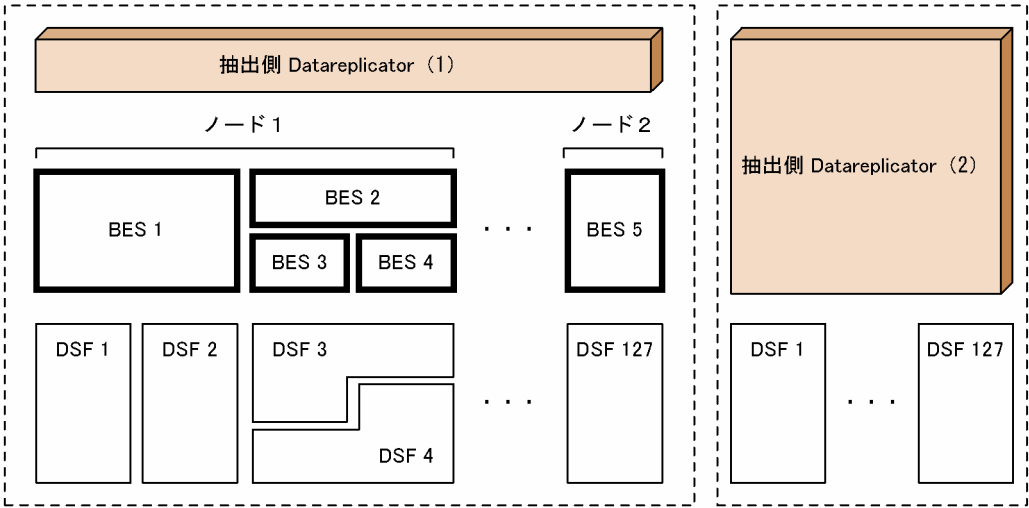 抽出側 Datareplicator（1）
ノード1
ノード2
BES 1
BES 2
BES 3
BES 4
・・・
BES 5
DSF 1
DSF 2
DSF 3
DSF 4
・・・
DSF 127
抽出側 Datareplicator（2）
DSF 1
・・・
DSF 127